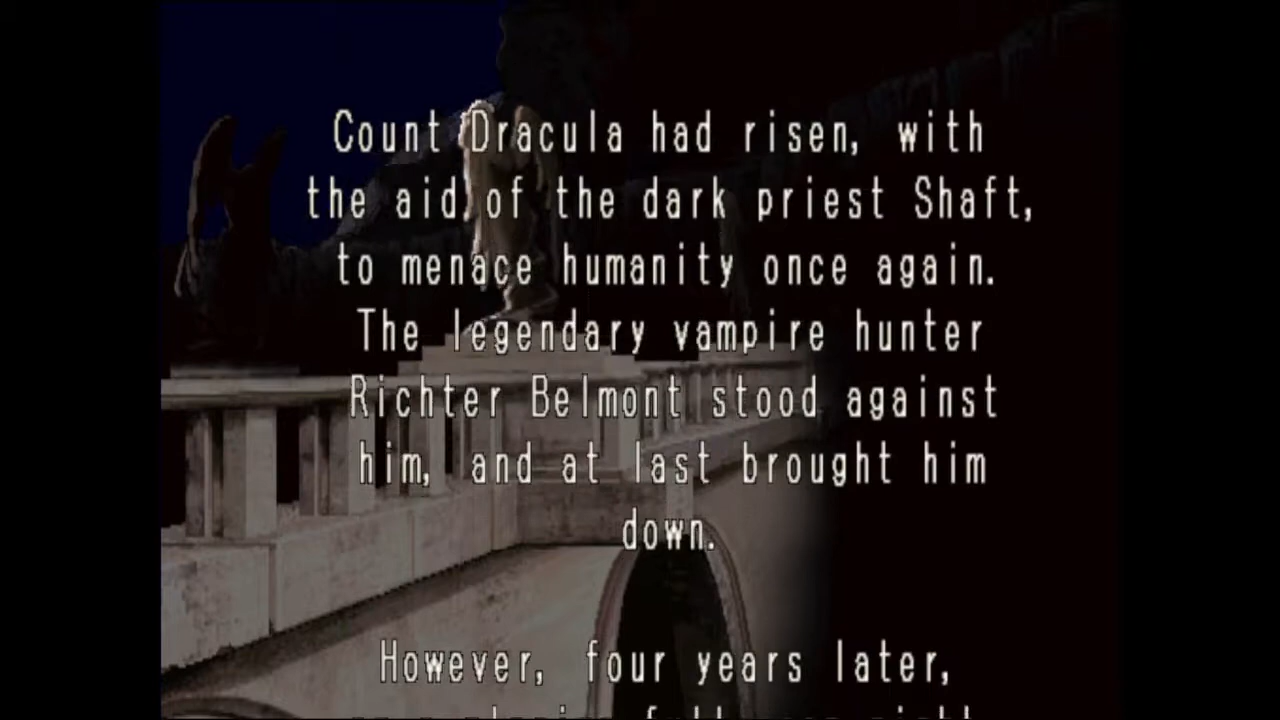 Count Dracula had risen, with
the aid of the dark priest Shaft,
to menace humanity once again.
The legendary vampire hunter
Richter Belmont stood against
him, and at last brought him
down.
However, four years later,